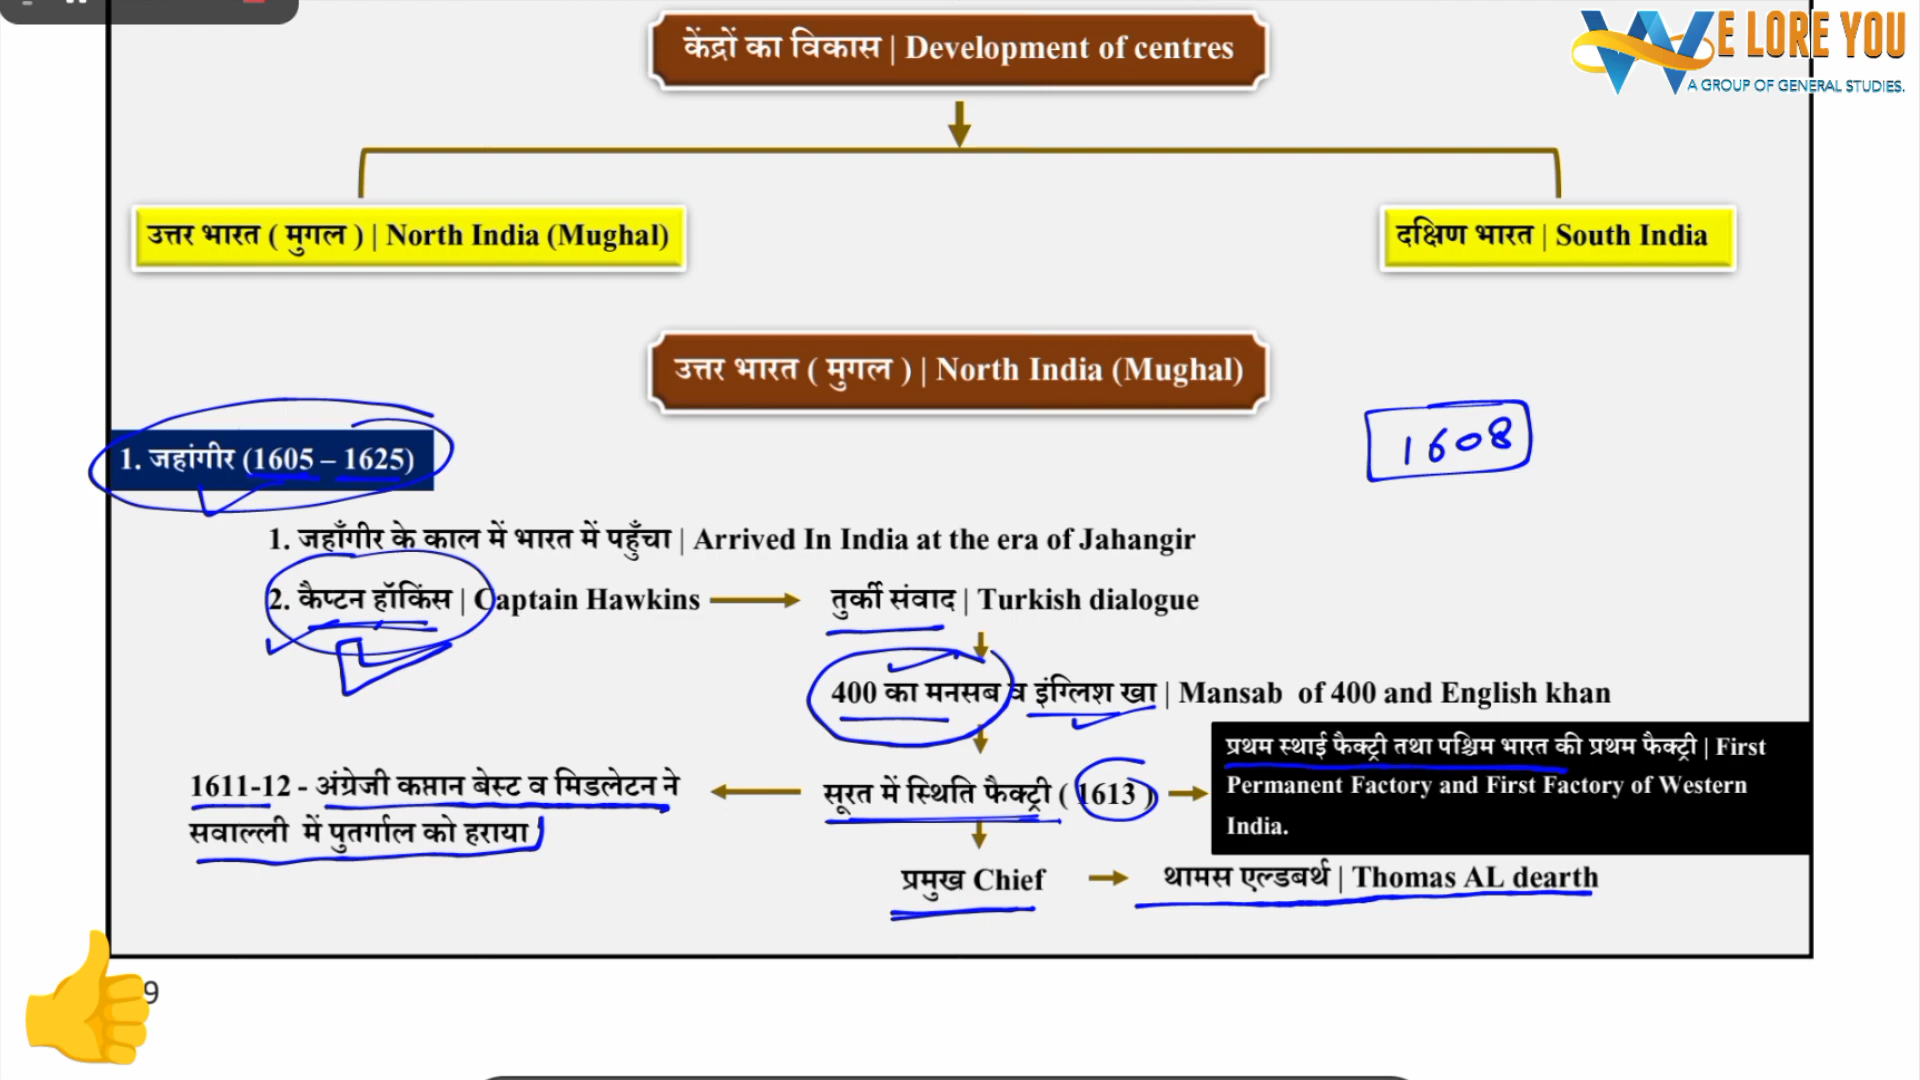 केंद्रों का विकास | Development of centres
WE LORE YOU
A GROUP OF GENERAL STUDIES.
उत्तर भारत ( मुगल ) | North India (Mughal)
दक्षिण भारत | South India
उत्तर भारत ( मुगल ) | North India (Mughal)
1608
1. जहांगीर (1605 – 1625)
1. जहाँगीर के काल में भारत में पहुँचा | Arrived In India at the era of Jahangir
2. कैप्टन हॉकिंस | Captain Hawkins
तुर्की संवाद | Turkish dialogue
400 का मनसब व इंग्लिश खा | Mansab of 400 and English khan
1611-12 - अंग्रेजी कप्तान बेस्ट व मिडलेटन ने
सवाल्ली में पुतर्गाल को हराया
सूरत में स्थिति फैक्ट्री ( 1613 )
प्रथम स्थाई फैक्ट्री तथा पश्चिम भारत की प्रथम फैक्ट्री | First
Permanent Factory and First Factory of Western
India.
प्रमुख Chief
थामस एल्डबर्थ | Thomas AL dearth
9